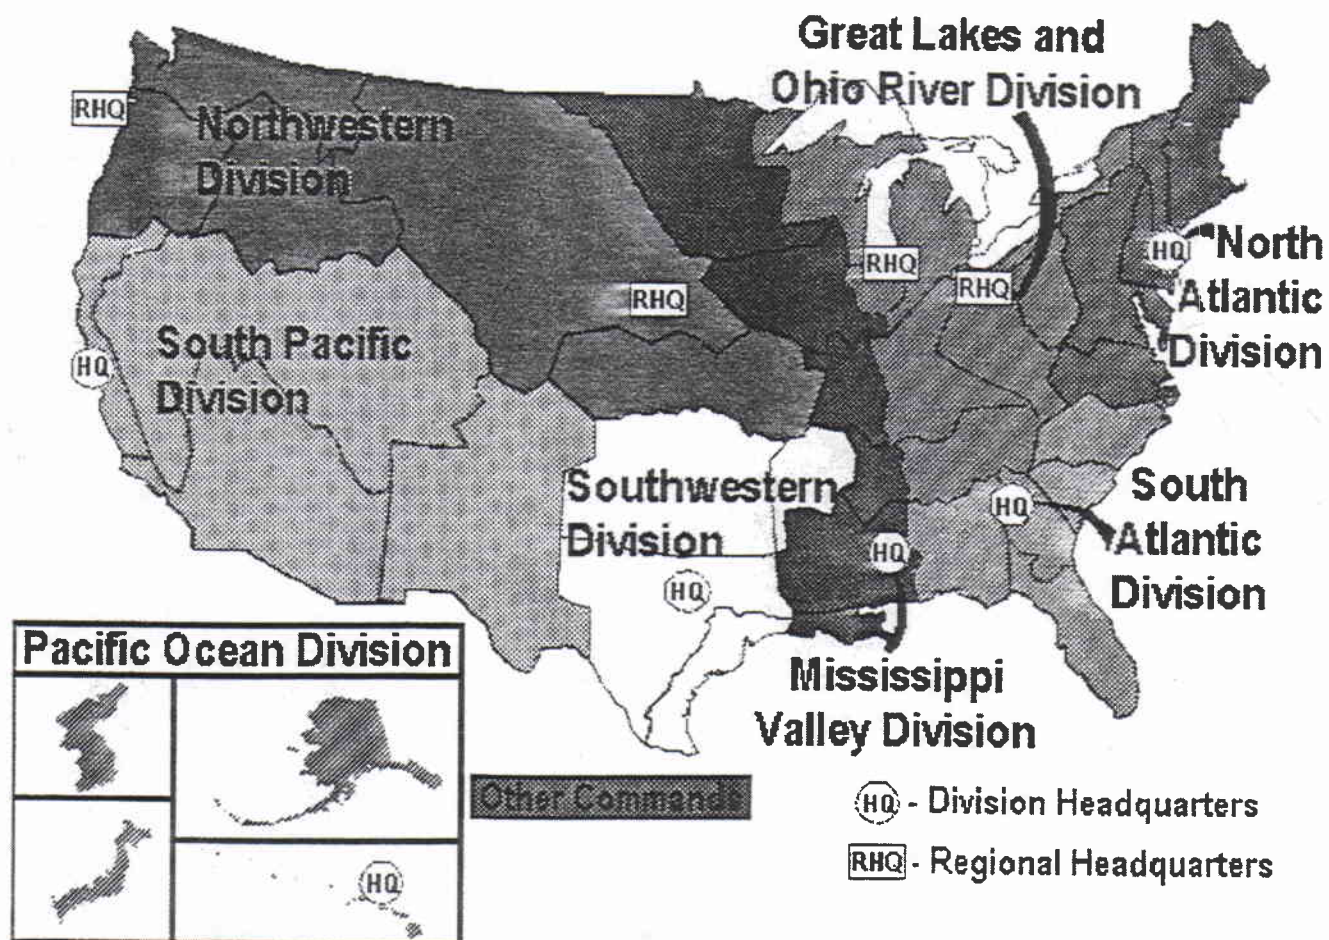 Great Lakes and
Ohio River Division
RHQ
Northwestern
Division
HQ
North
Atlantic
Division
RHQ
RHQ
RHQ
South Pacific
Division
HQ
Southwestern
Division
HQ
South
Atlantic
Division
HQ
HQ
Mississippi
Valley Division
Pacific Ocean Division
HQ
Other Commands
HQ - Division Headquarters
RHQ - Regional Headquarters